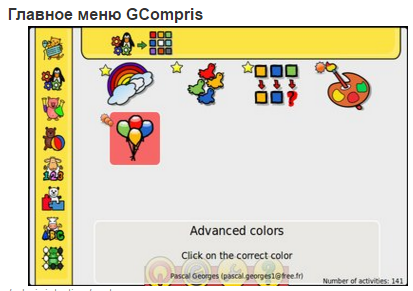 Главное меню GCompris
Advanced colors
Click on the correct color
Pascal Georges (pascal.georges1@free.fr)
Number of activities: 141